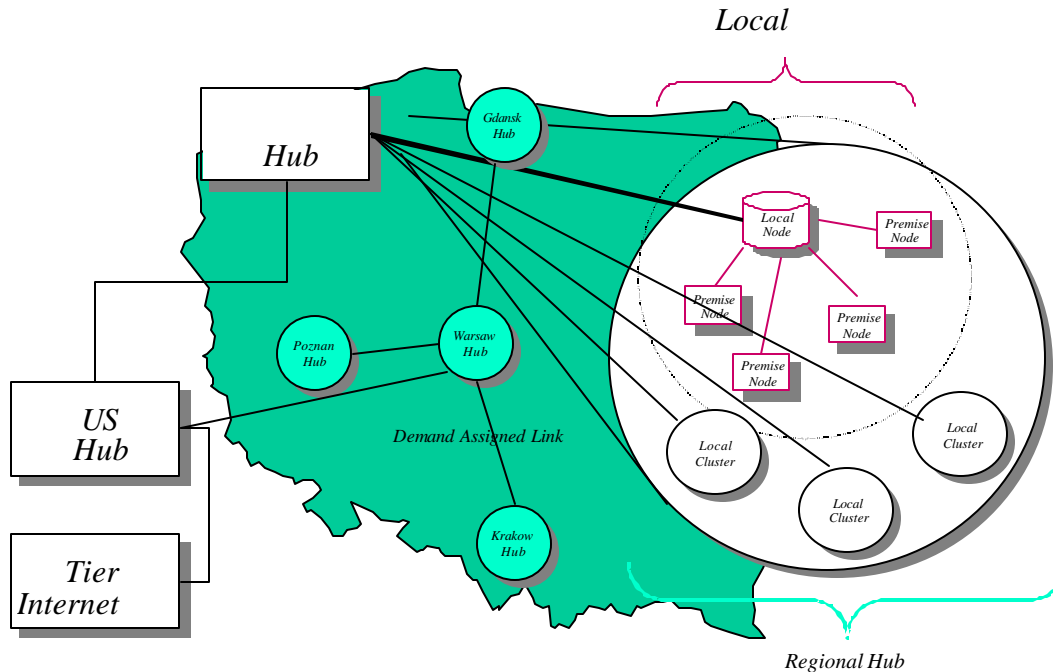 Local
Gdansk
Hub
Hub
Local
Node
Premise
Node
Premise
Node
Premise
Node
Premise
Node
Poznan
Hub
Warsaw
Hub
US
Hub
Demand Assigned Link
Local
Cluster
Local
Cluster
Local
Cluster
Krakow
Hub
Tier
Internet
Regional Hub